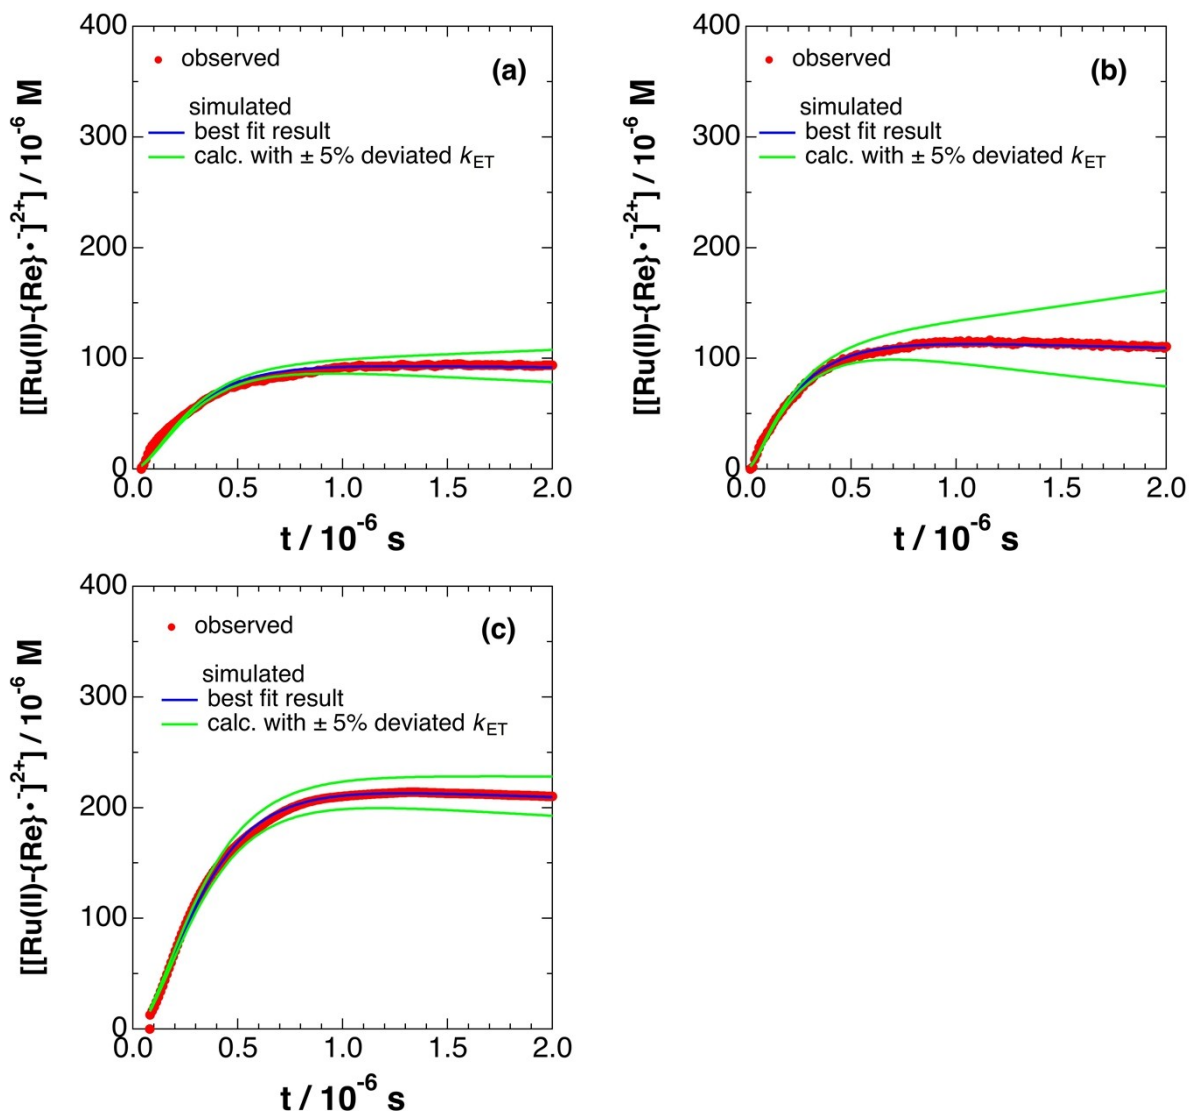 400
300
200
100
0
[[Ru(II)-{Re}•⁻]²⁺] / 10⁻⁶ M
observed
(a)
simulated
best fit result
calc. with ± 5% deviated k_ET
0.0 0.5 1.0 1.5 2.0
t / 10⁻⁶ s
400
300
200
100
0
[[Ru(II)-{Re}•⁻]²⁺] / 10⁻⁶ M
observed
(b)
simulated
best fit result
calc. with ± 5% deviated k_ET
0.0 0.5 1.0 1.5 2.0
t / 10⁻⁶ s
400
300
200
100
0
[[Ru(II)-{Re}•⁻]²⁺] / 10⁻⁶ M
observed
(c)
simulated
best fit result
calc. with ± 5% deviated k_ET
0.0 0.5 1.0 1.5 2.0
t / 10⁻⁶ s